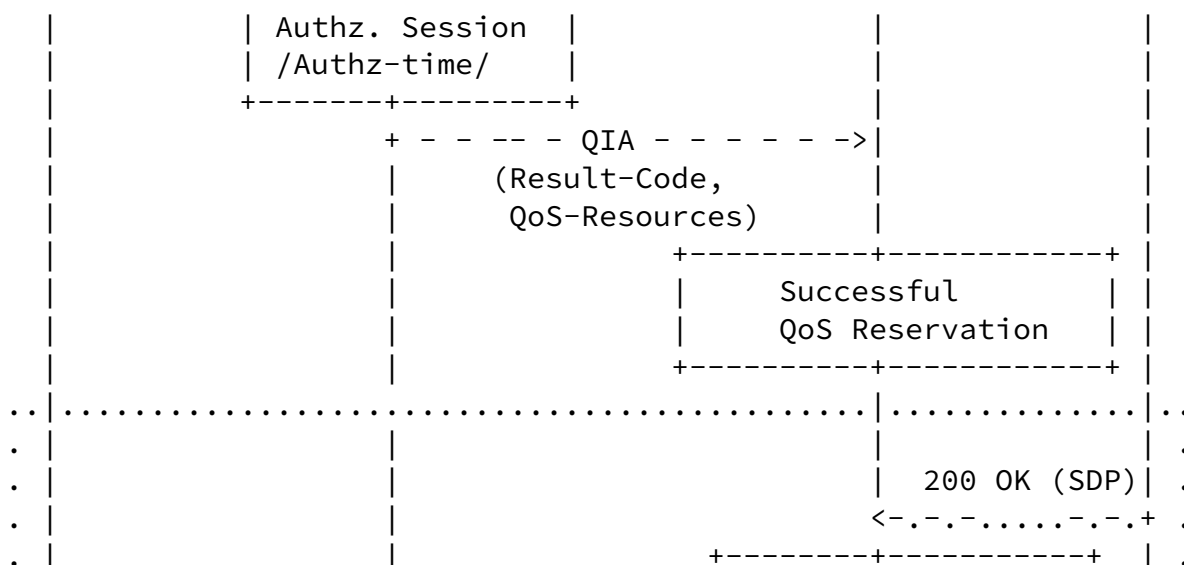 | | Authz. Session | | |
| | /Authz-time/ | | |
| +-------+---------+ | |
| + - - -- - QIA - - - - - ->| |
| | (Result-Code, | |
| | QoS-Resources) | |
| | +----------+------------+ |
| | | Successful | |
| | | QoS Reservation | |
| | +----------+------------+ |
..|.............................................|..............|..
. | | | | .
. | | | 200 OK (SDP)| .
. | | <-.-.-.....-.-.+ .
. | | +--------+-----------+ | .